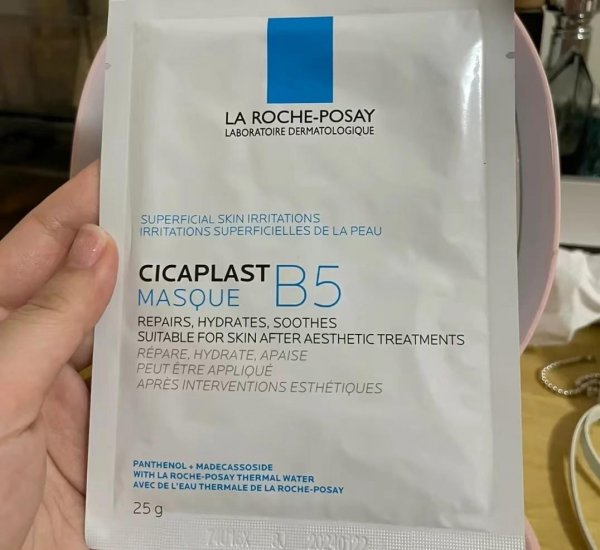 LA ROCHE-POSAY
LABORATOIRE DERMATOLOGIQUE
SUPERFICIAL SKIN IRRITATIONS
IRRITATIONS SUPERFICIELLES DE LA PEAU
CICAPLAST B5
MASQUE
REPAIRS, HYDRATES, SOOTHES
SUITABLE FOR SKIN AFTER AESTHETIC TREATMENTS
RÉPARE, HYDRATE, APAISE
PEUT ÊTRE APPLIQUÉ
APRÈS INTERVENTIONS ESTHÉTIQUES
PANTHENOL + MADECASSOSIDE
WITH LA ROCHE-POSAY THERMAL WATER
AVEC DE L'EAU THERMALE DE LA ROCHE-POSAY
25 g